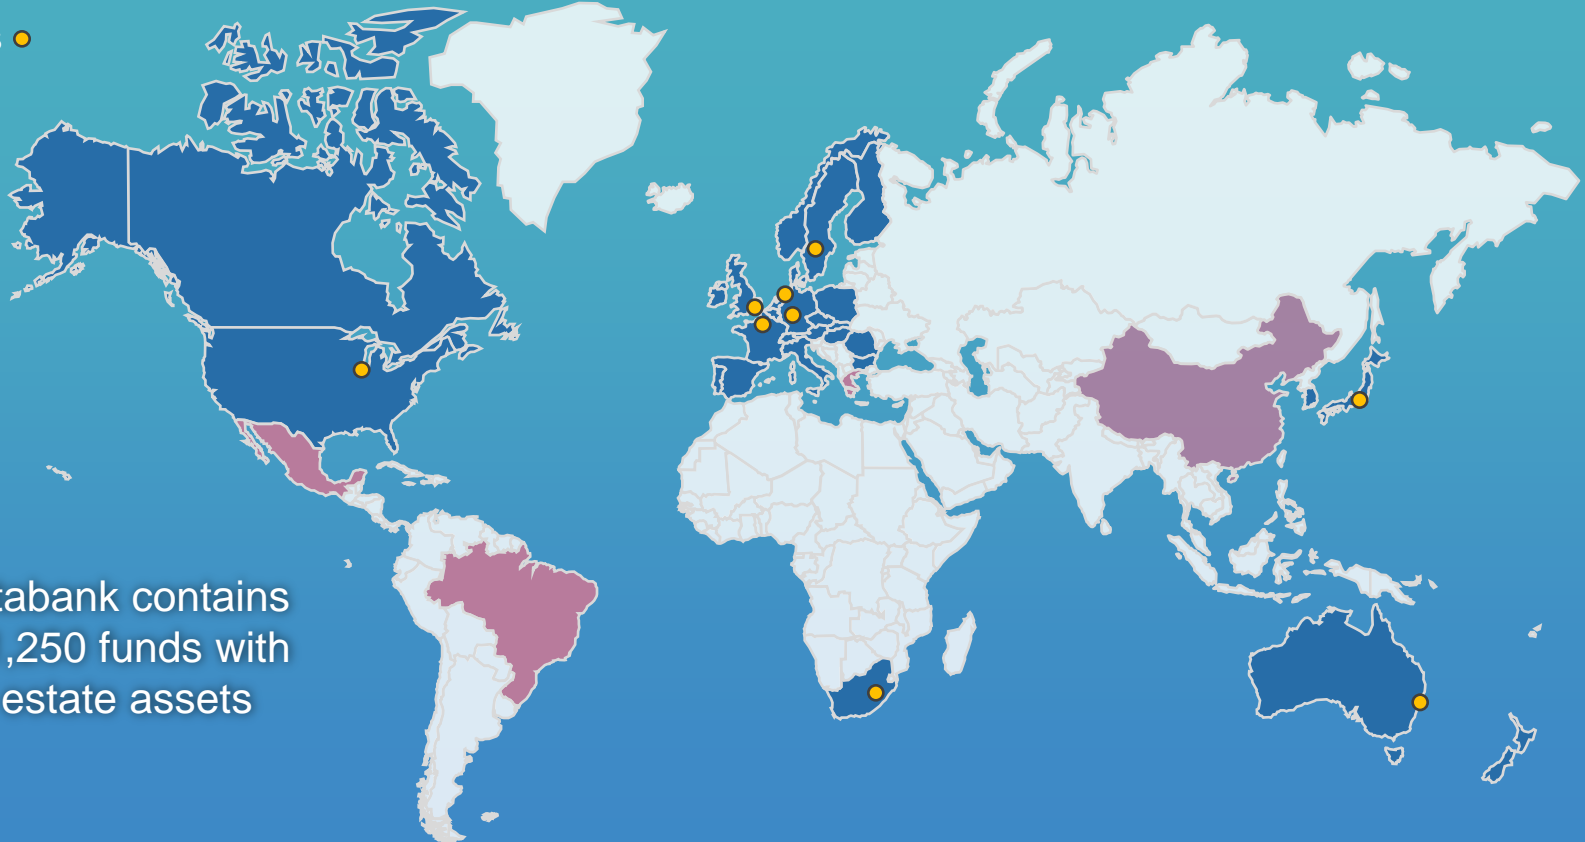 tabank contains
,250 funds with
estate assets